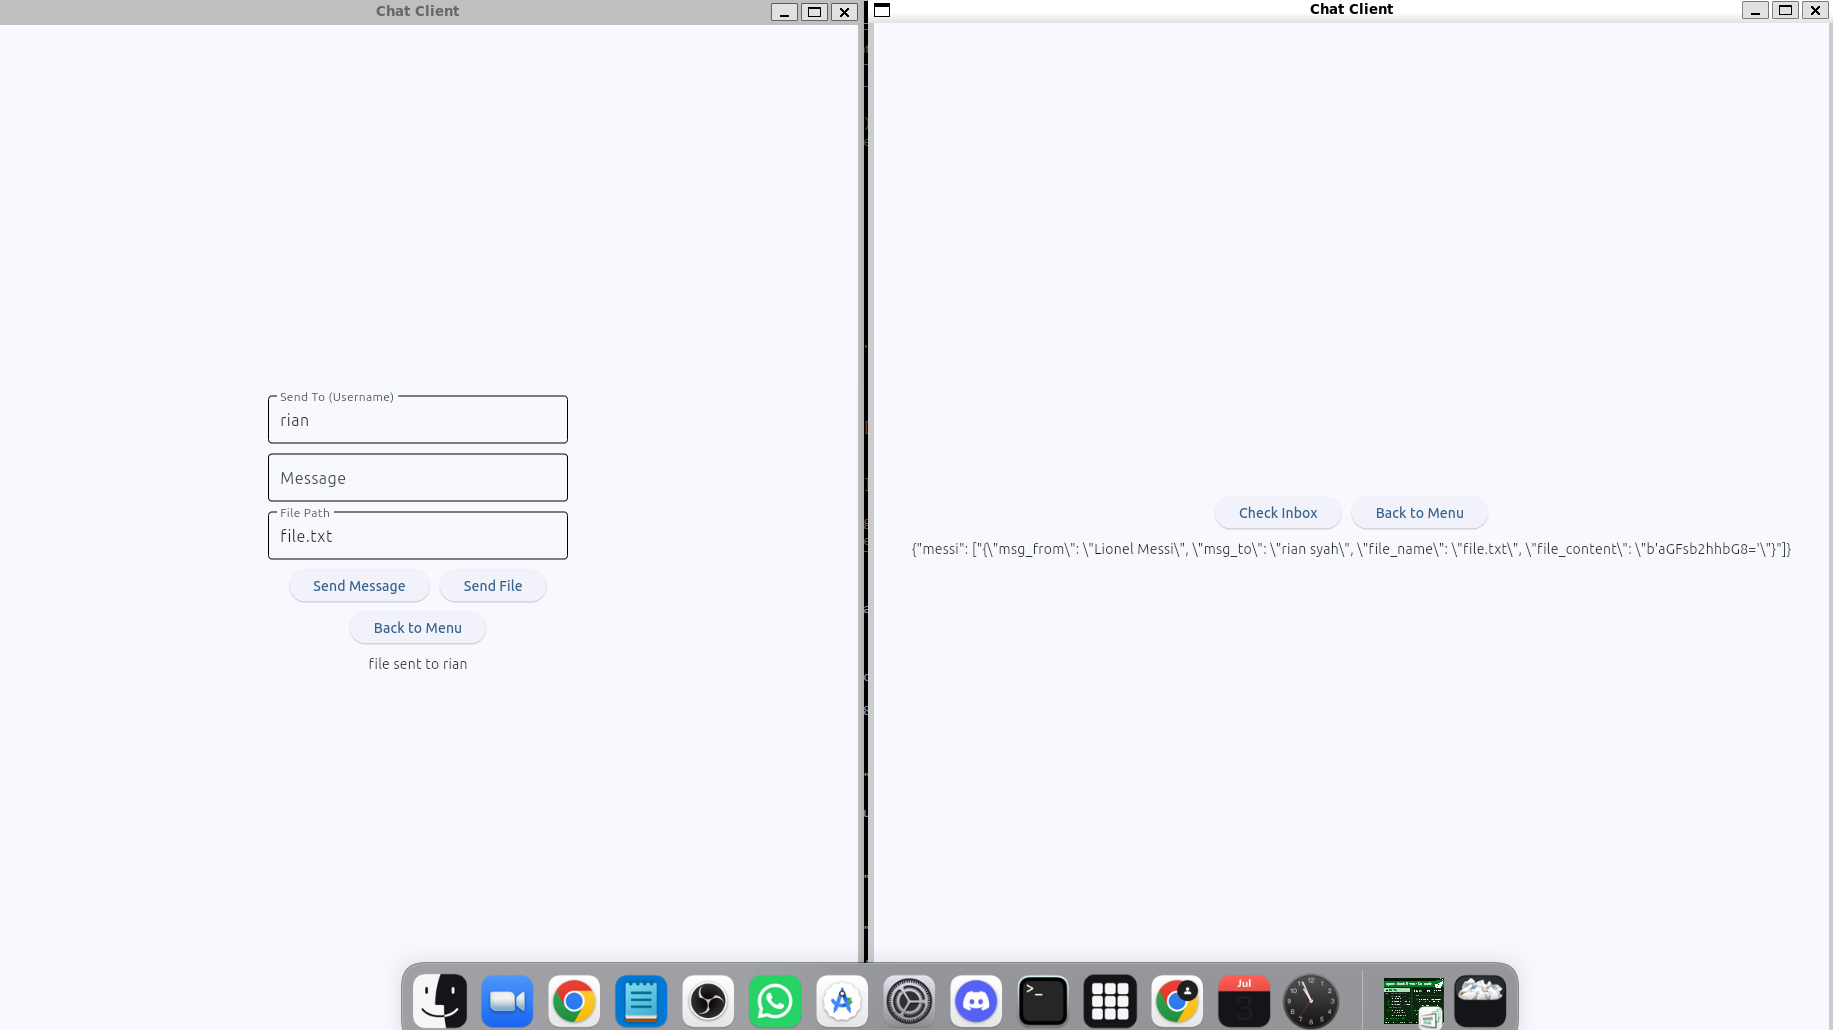 Chat Client
Send To (Username)
rian
Message
File Path
file.txt
Send Message
Send File
Back to Menu
file sent to rian
Chat Client
Check Inbox
Back to Menu
{"messi": ["{\"msg_from\": \"Lionel Messi\", \"msg_to\": \"rian syah\", \"file_name\": \"file.txt\", \"file_content\": \"b'aGFsb2hhbG8='\"}"]}
Jul
3